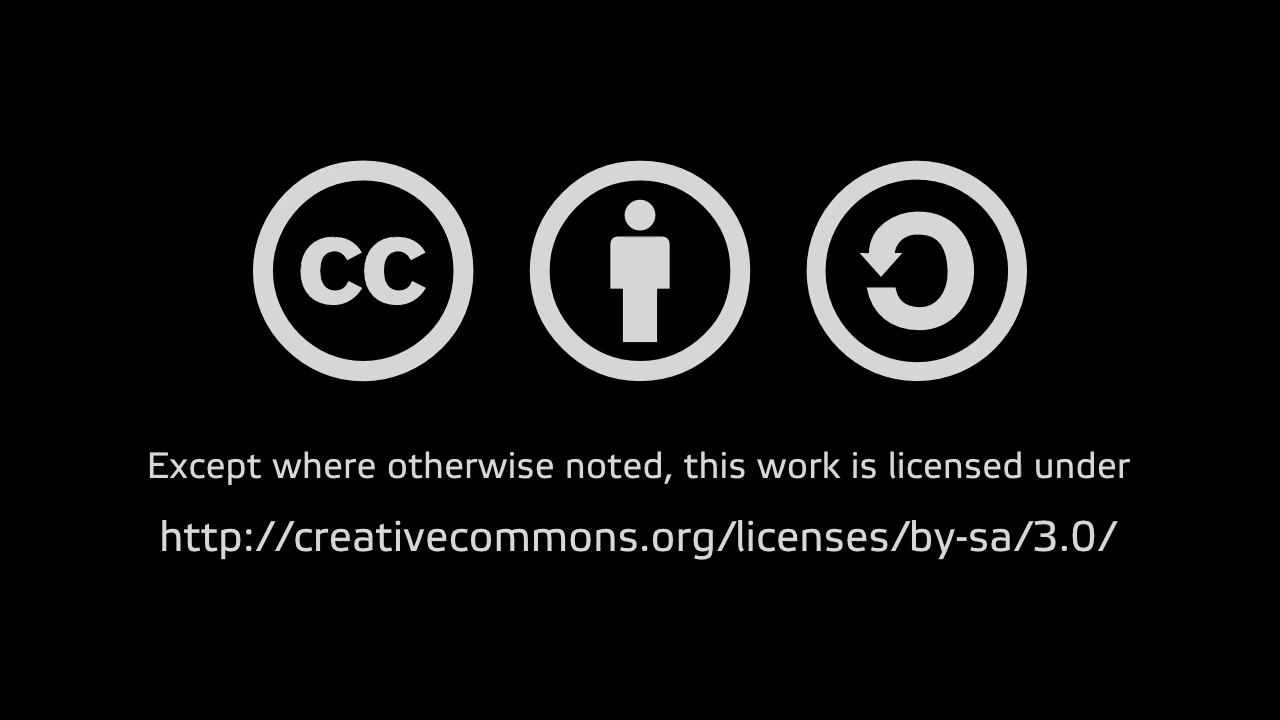 cc
Except where otherwise noted, this work is licensed under
http://creativecommons.org/licenses/by-sa/3.0/